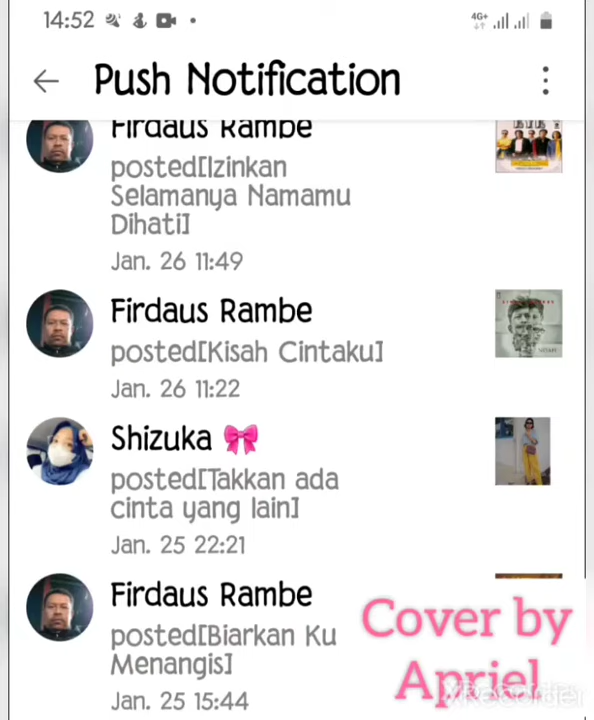 14:52
4G+
Push Notification
Firdaus Rambe
posted[Izinkan
Selamanya Namamu
Dihati]
Jan. 26 11:49
Firdaus Rambe
posted[Kisah Cintaku]
Jan. 26 11:22
Shizuka
posted[Takkan ada
cinta yang lain]
Jan. 25 22:21
Firdaus Rambe
posted[Biarkan Ku
Menangis]
Jan. 25 15:44
Cover by
Apriel
VRecorder